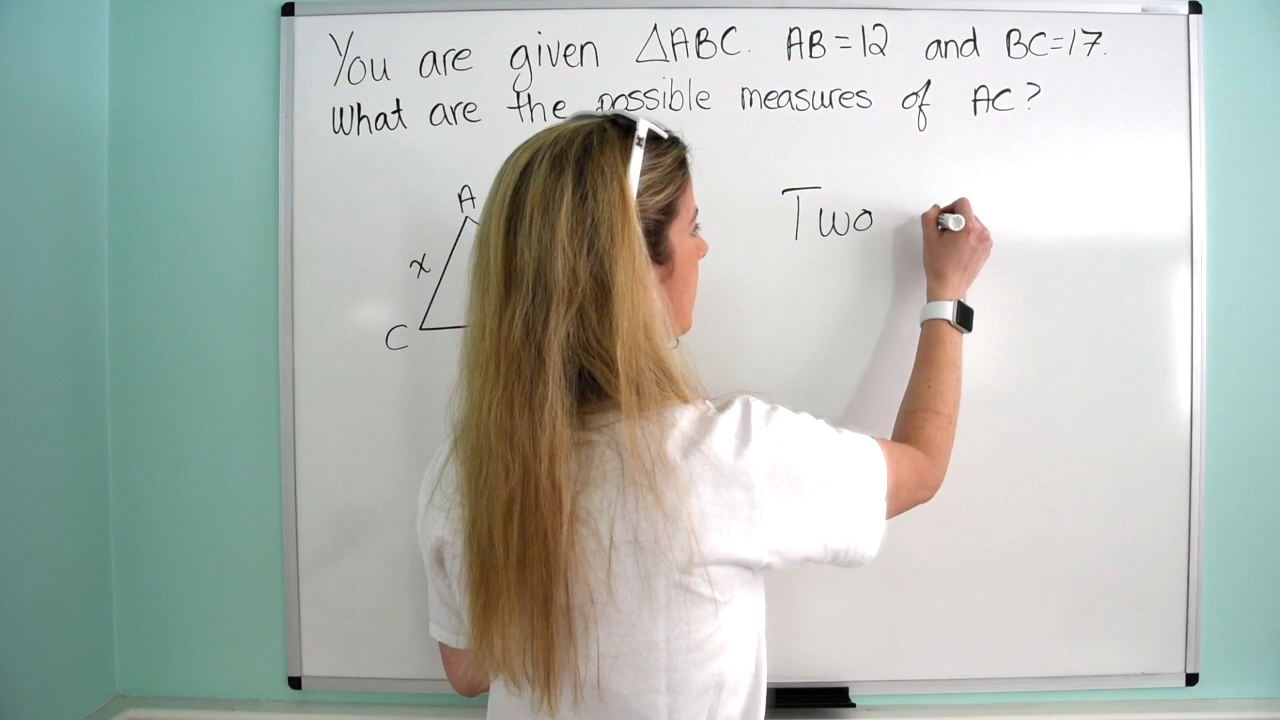 You are given △ABC. AB=12 and BC=17.
What are the possible measures of AC?
A
Two
x
C